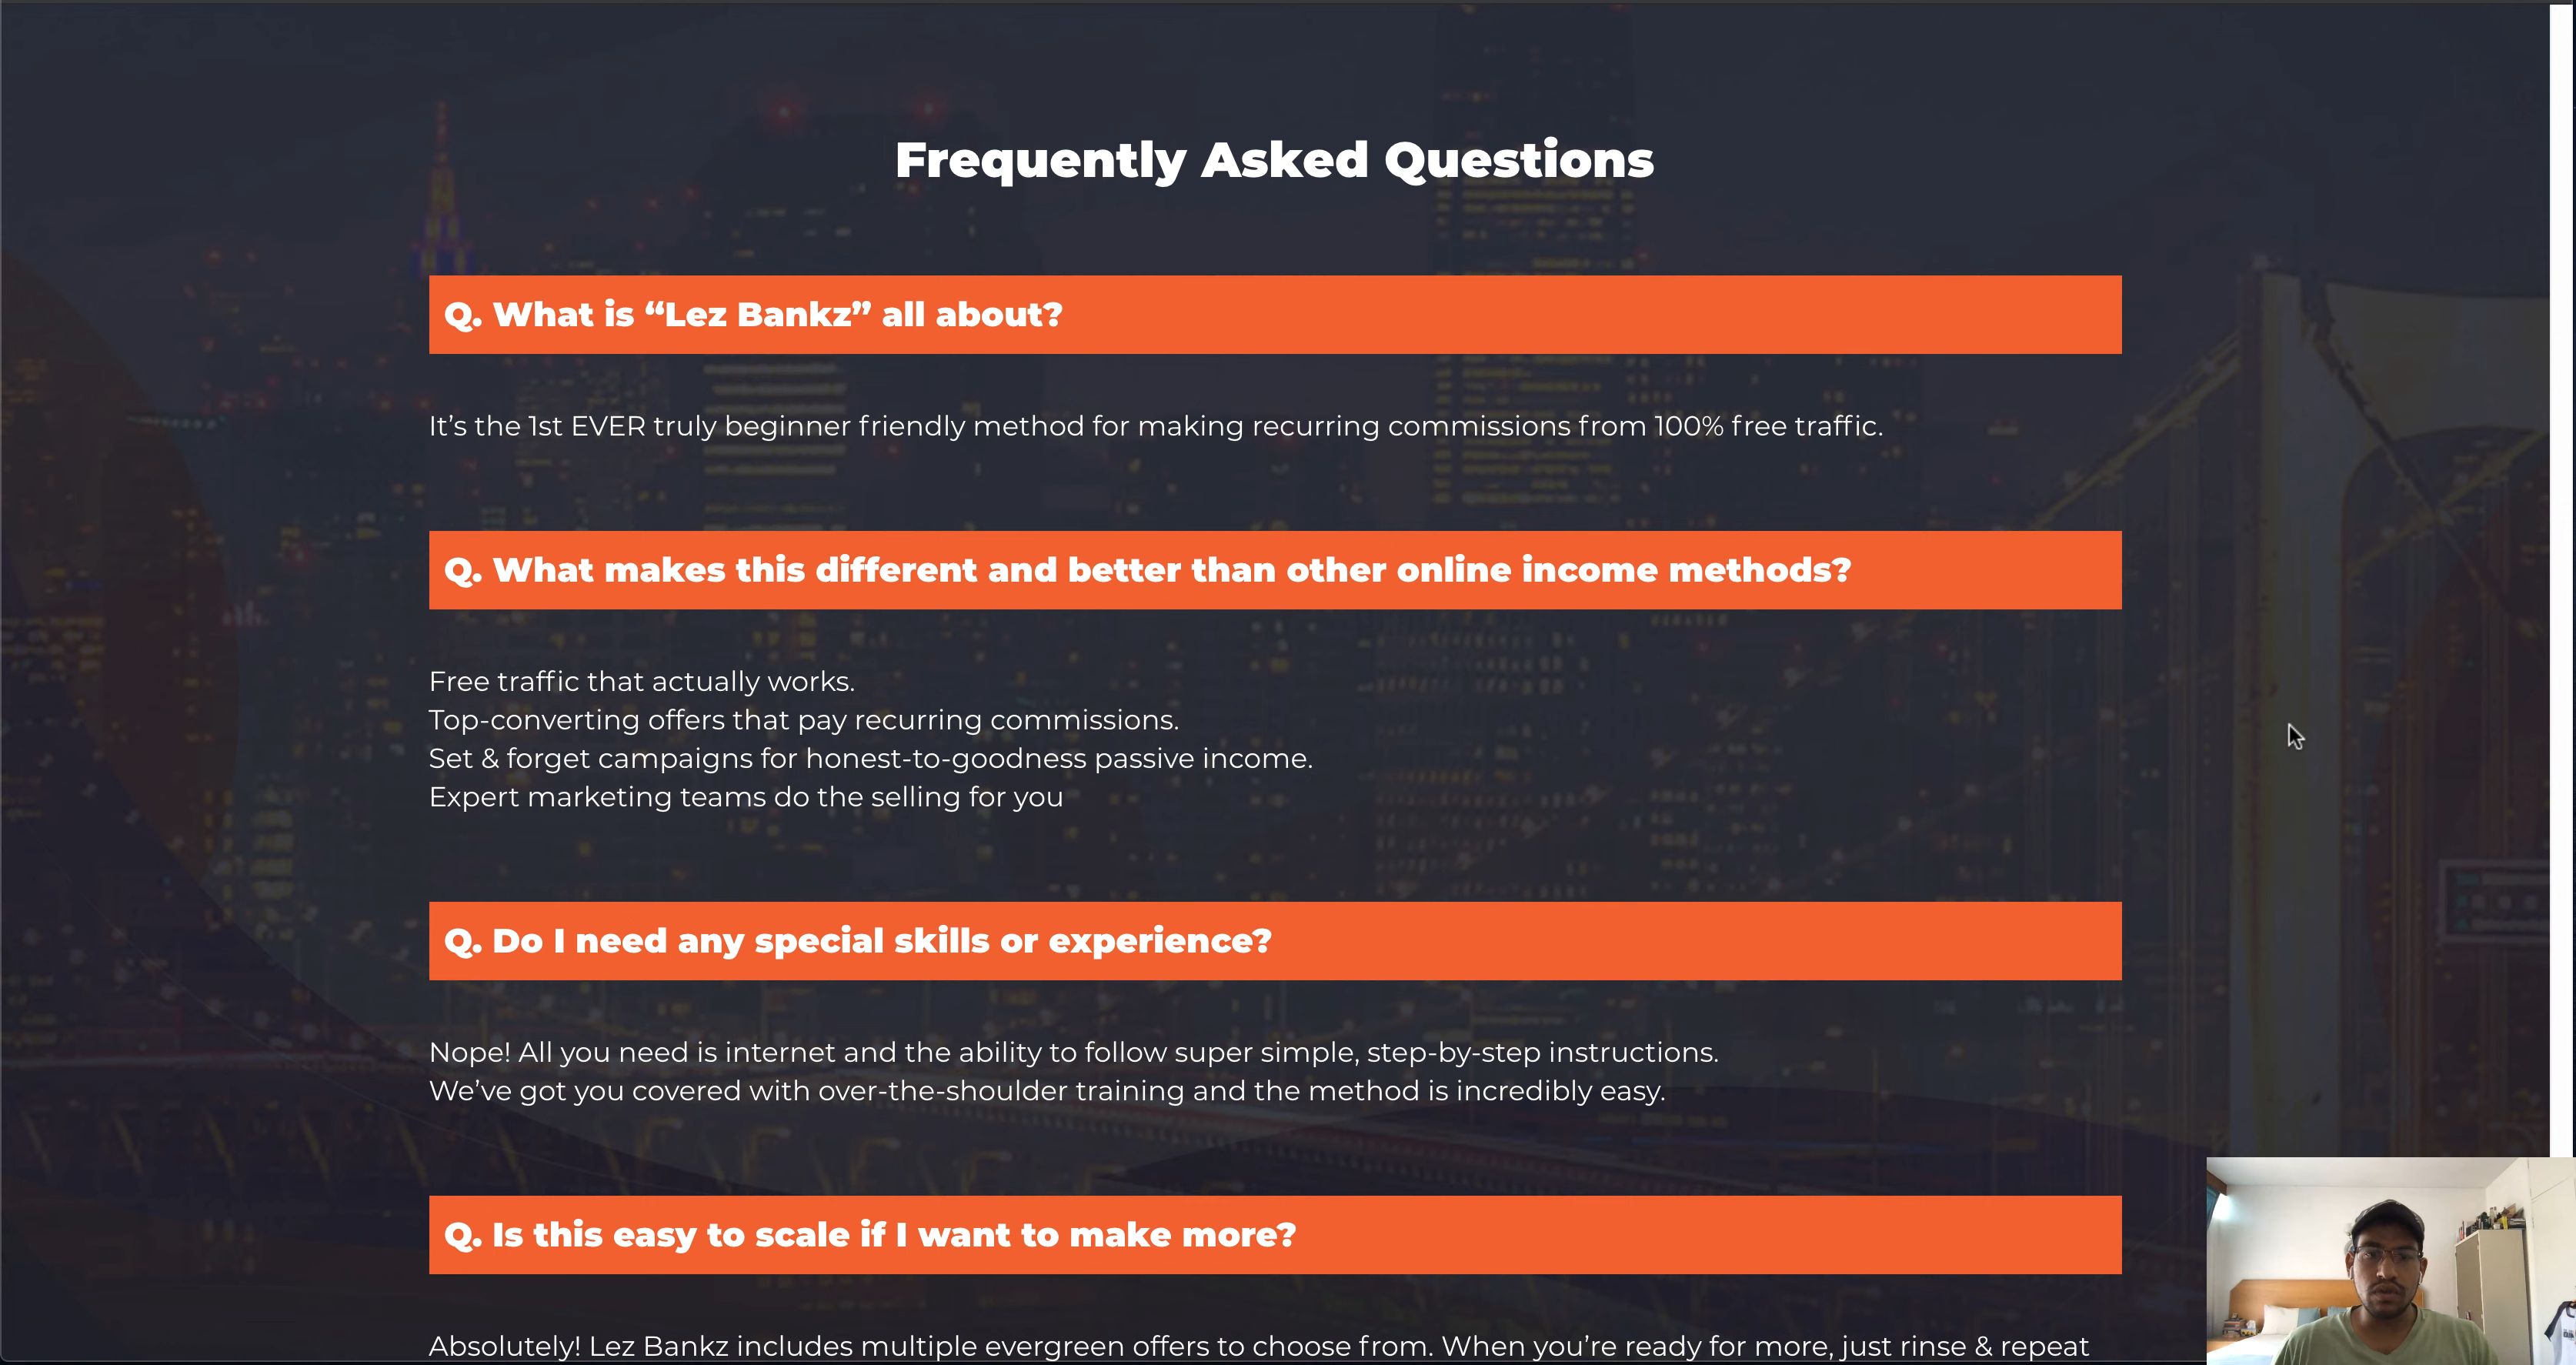 Frequently Asked Questions
Q. What is “Lez Bankz” all about?
It’s the 1st EVER truly beginner friendly method for making recurring commissions from 100% free traffic.
Q. What makes this different and better than other online income methods?
Free traffic that actually works.
Top-converting offers that pay recurring commissions.
Set & forget campaigns for honest-to-goodness passive income.
Expert marketing teams do the selling for you
Q. Do I need any special skills or experience?
Nope! All you need is internet and the ability to follow super simple, step-by-step instructions.
We’ve got you covered with over-the-shoulder training and the method is incredibly easy.
Q. Is this easy to scale if I want to make more?
Absolutely! Lez Bankz includes multiple evergreen offers to choose from. When you’re ready for more, just rinse & repeat